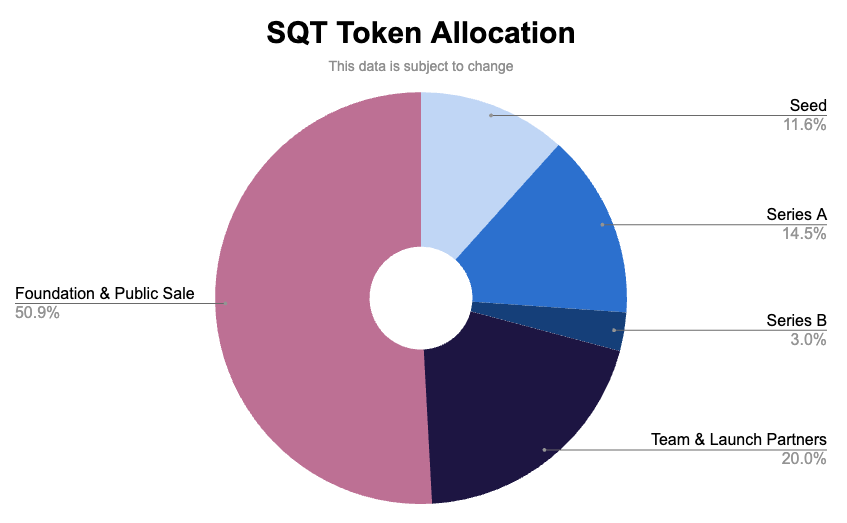 SQT Token Allocation
This data is subject to change
Seed
11.6%
Series A
14.5%
Foundation & Public Sale
50.9%
Series B
3.0%
Team & Launch Partners
20.0%